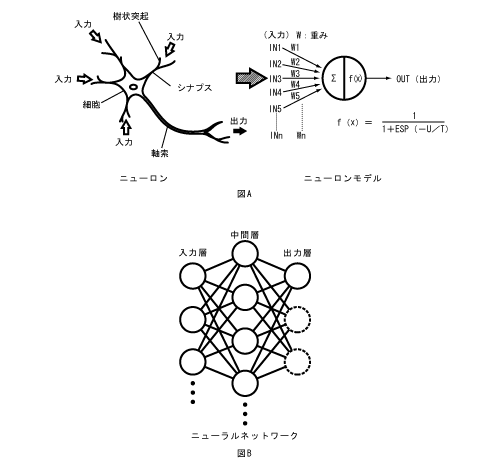 樹状突起
入力
入力
入力
シナプス
細胞
入力
軸索
出力
ニューロン
(入力) W:重み
IN1 W1
IN2 W2
IN3 W3
IN4 W4
IN5 W5
INn Wn
Σ f(x)
OUT (出力)
f (x) = 1
1+ESP (−U/T)
ニューロンモデル
図A
中間層
入力層
出力層
ニューラルネットワーク
図B